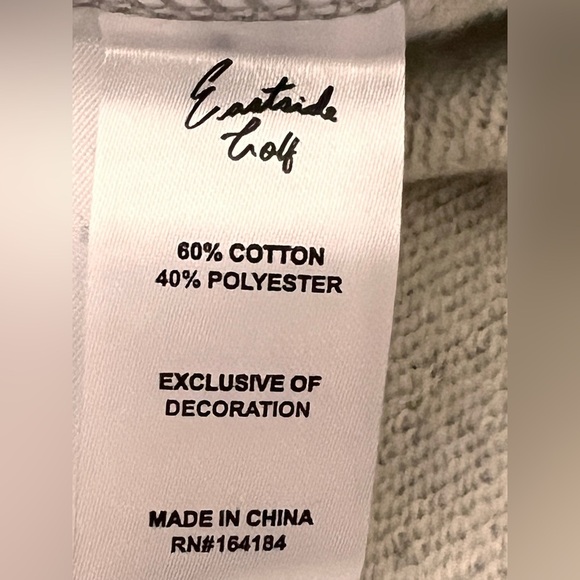 Eastside
Golf
60% COTTON
40% POLYESTER
EXCLUSIVE OF
DECORATION
MADE IN CHINA
RN#164184